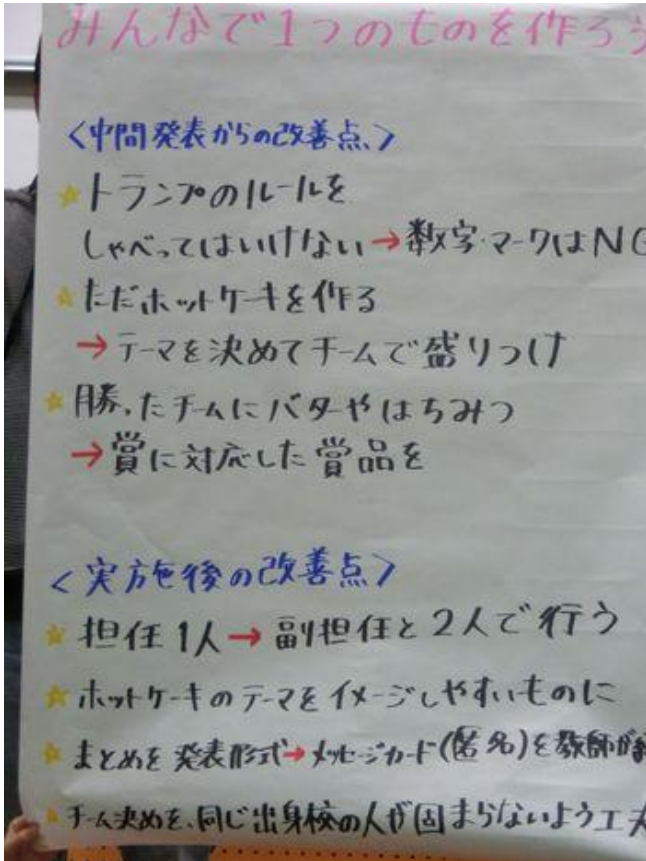 みんなで1つのものを作ろう
<中間発表からの改善点>
☆トランプのルールを
しゃべってはいけない→数字・マークはNG
☆ただホットケーキを作る
→テーマを決めてチームで盛りつけ
☆勝ったチームにバターやはちみつ
→賞に対応した賞品を
<実施後の改善点>
☆担任1人→副担任と2人で行う
☆ホットケーキのテーマをイメージしやすいものに
☆まとめを発表形式→メッセージカード(匿名)を教師が
☆チーム決めを、同じ出身校の人が固まらないよう工夫